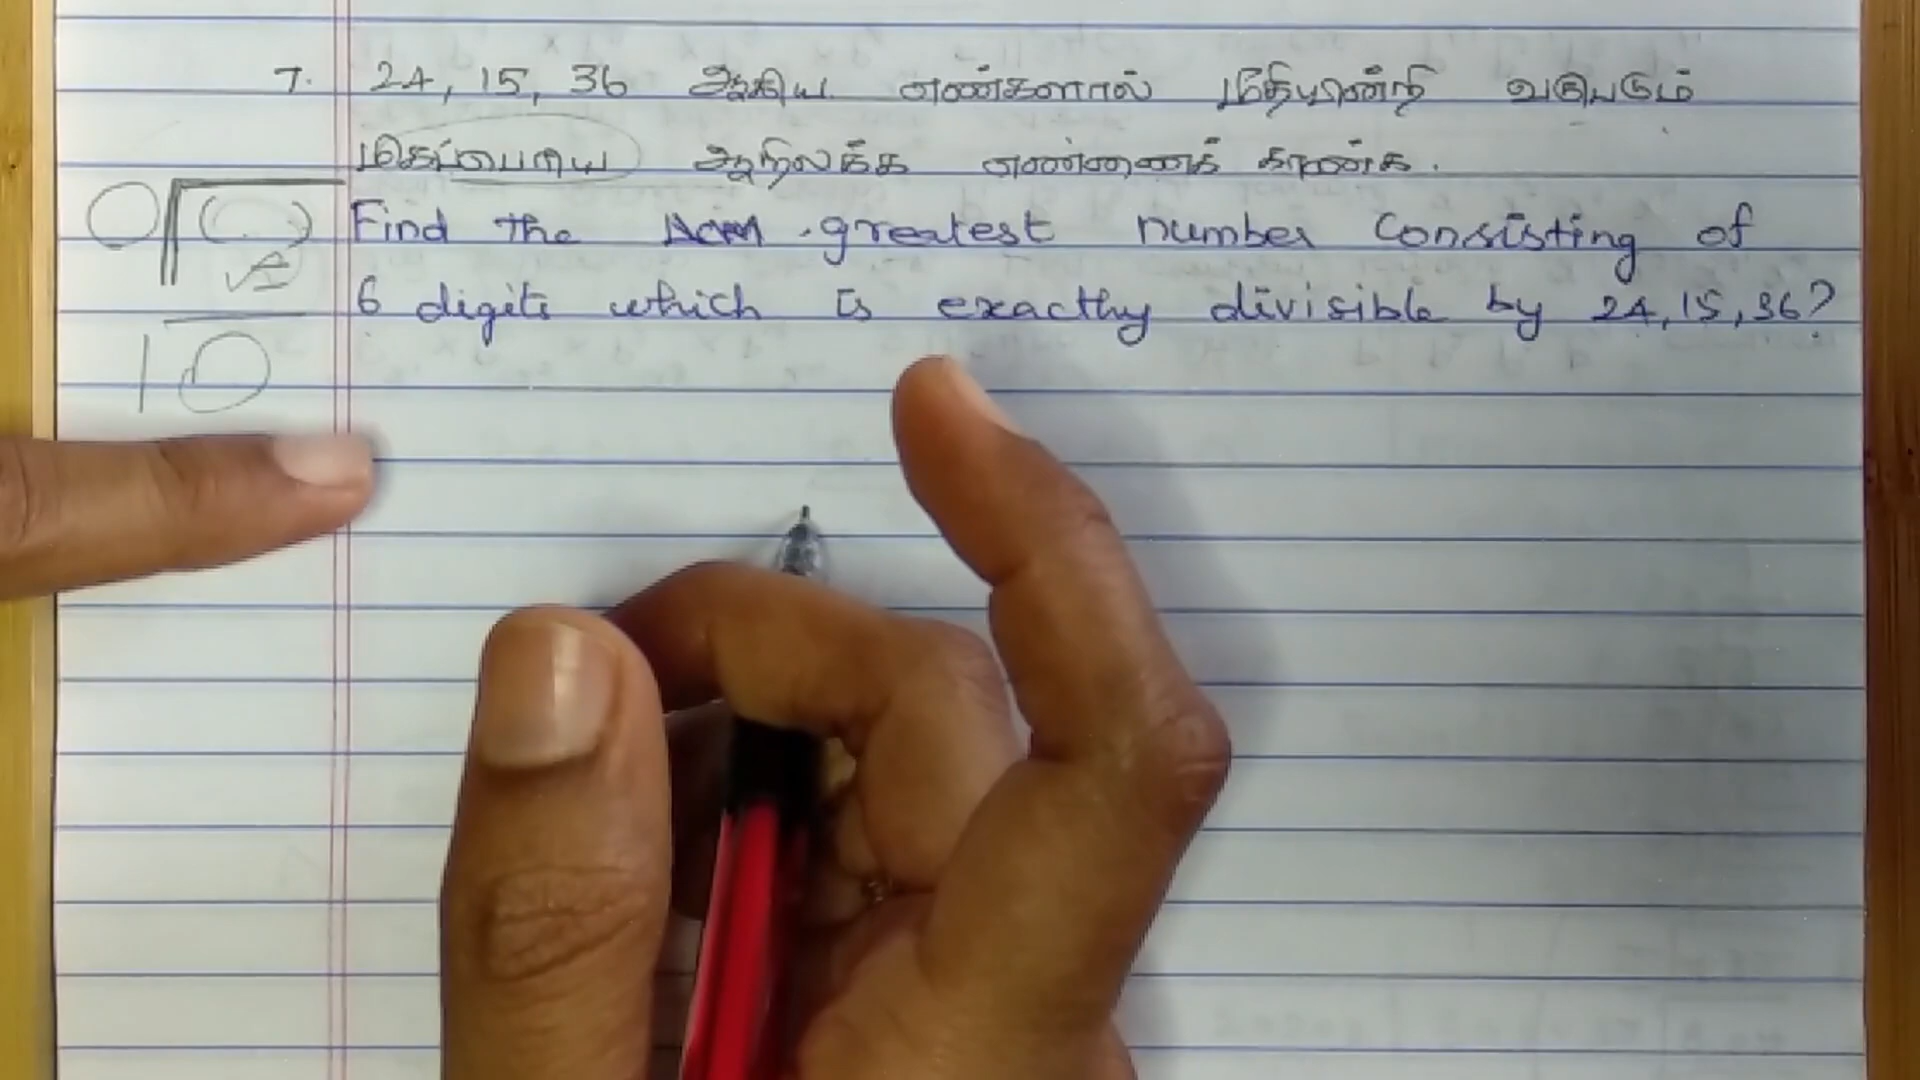 7. 24, 15, 36 ஆகிய எண்களால் மீதியின்றி வகுபடும்
மிகப்பெரிய ஆறிலக்க எண்ணைக் காண்க.
Find the greatest number consisting of
6 digits which is exactly divisible by 24, 15, 36?